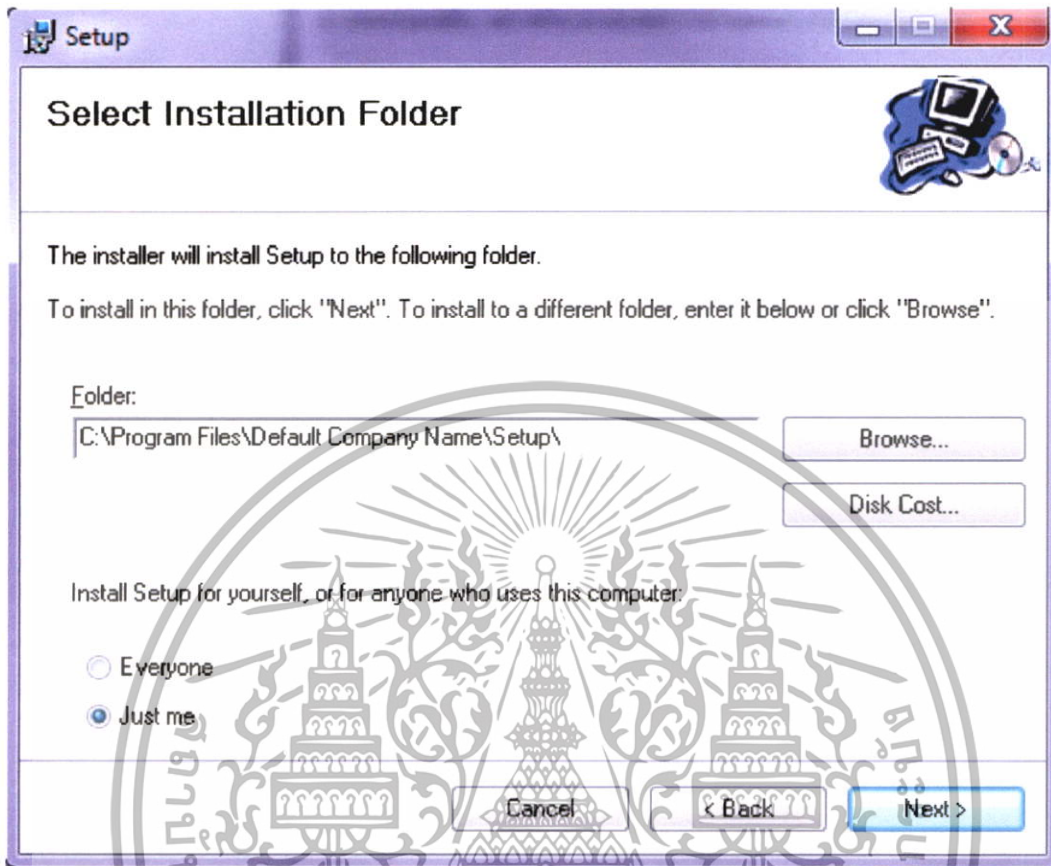 Setup
Select Installation Folder
The installer will install Setup to the following folder.
To install in this folder, click "Next". To install to a different folder, enter it below or click "Browse".
Folder:
C:\Program Files\Default Company Name\Setup\
Browse...
Disk Cost...
Install Setup for yourself, or for anyone who uses this computer:
Everyone
Just me
Cancel
< Back
Next >